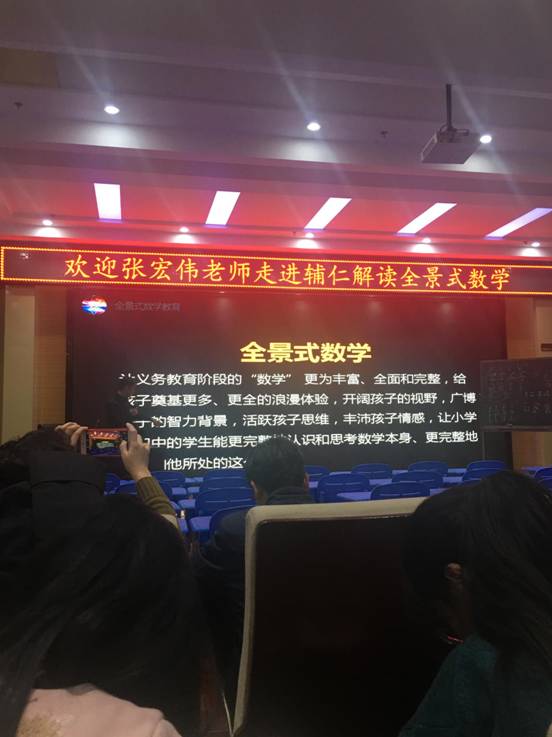 欢迎张宏伟老师走进辅仁解读全景式数学
全景式数学教育
全景式数学
义务教育阶段的“数学” 更为丰富、全面和完整,给
孩子奠基更多、更全的浪漫体验,开阔孩子的视野,广博
子的智力背景,活跃孩子思维,丰沛孩子情感,让小学
中的学生能更完整 认识和思考数学本身、更完整地
他所处的这